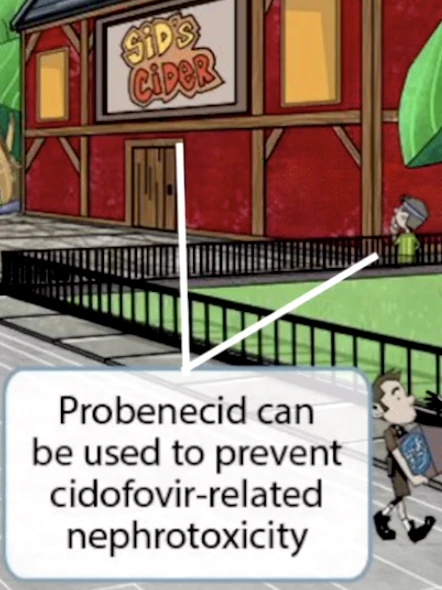 SiD'S
CiDER
Probenecid can
be used to prevent
cidofovir-related
nephrotoxicity